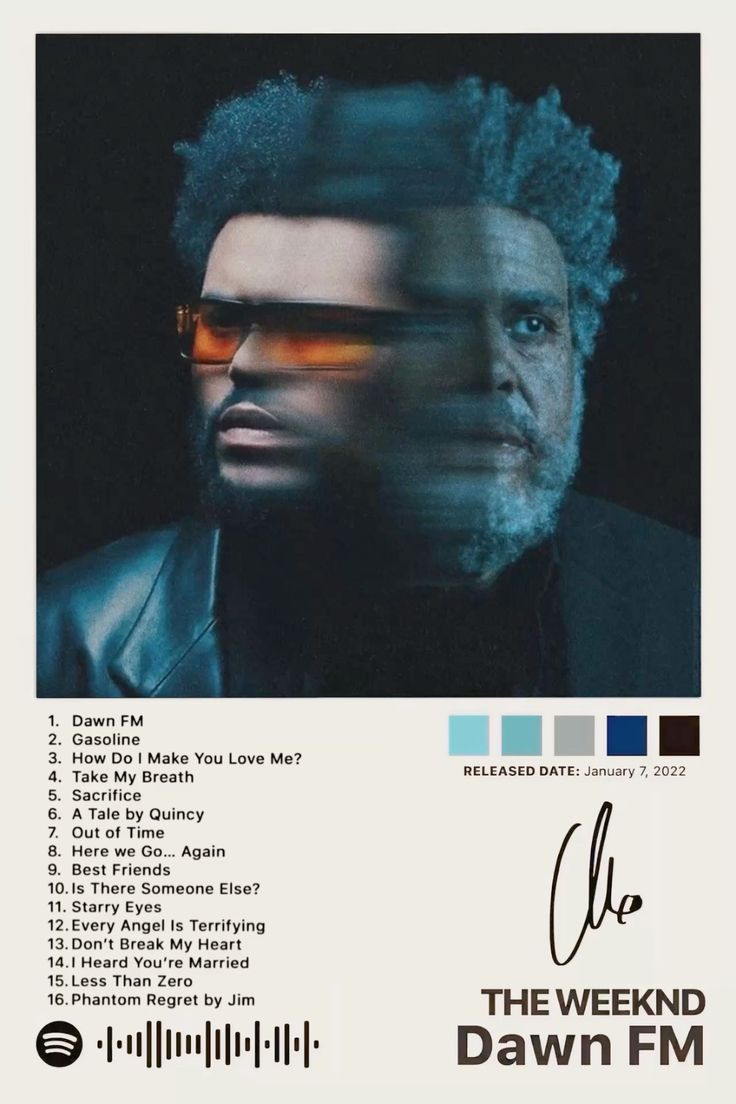 1. Dawn FM
2. Gasoline
3. How Do I Make You Love Me?
4. Take My Breath
5. Sacrifice
6. A Tale by Quincy
7. Out of Time
8. Here we Go... Again
9. Best Friends
10. Is There Someone Else?
11. Starry Eyes
12. Every Angel Is Terrifying
13. Don't Break My Heart
14. I Heard You're Married
15. Less Than Zero
16. Phantom Regret by Jim
RELEASED DATE: January 7, 2022
THE WEEKND
Dawn FM